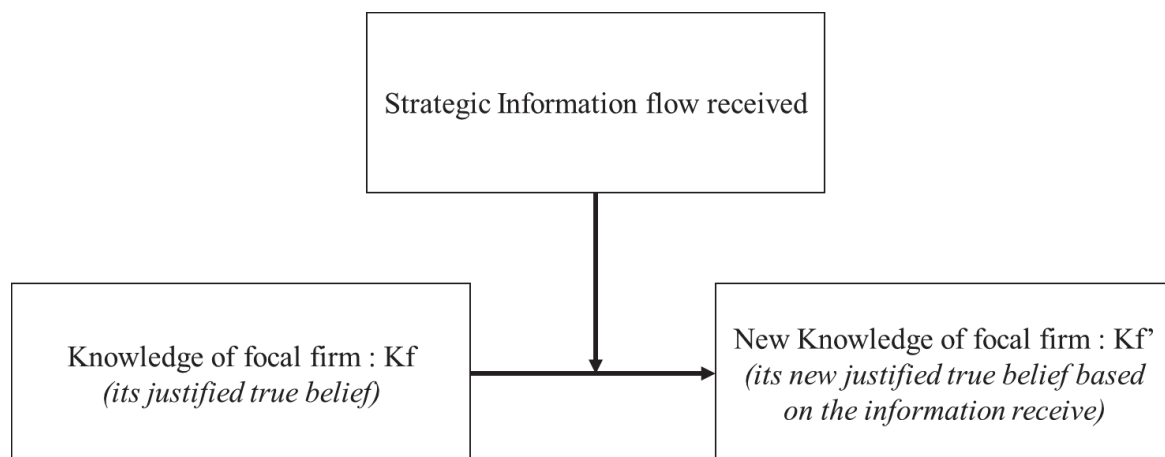 Strategic Information flow received
Knowledge of focal firm : Kf
(its justified true belief)
New Knowledge of focal firm : Kf’
(its new justified true belief based
on the information receive)